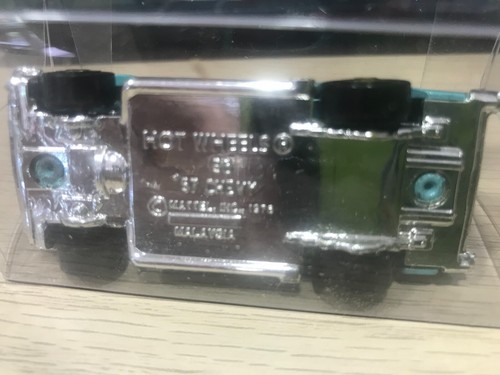 HOT WHEELS ©
'57 CHEVY
© MATTEL, INC., 1976
MALAYSIA